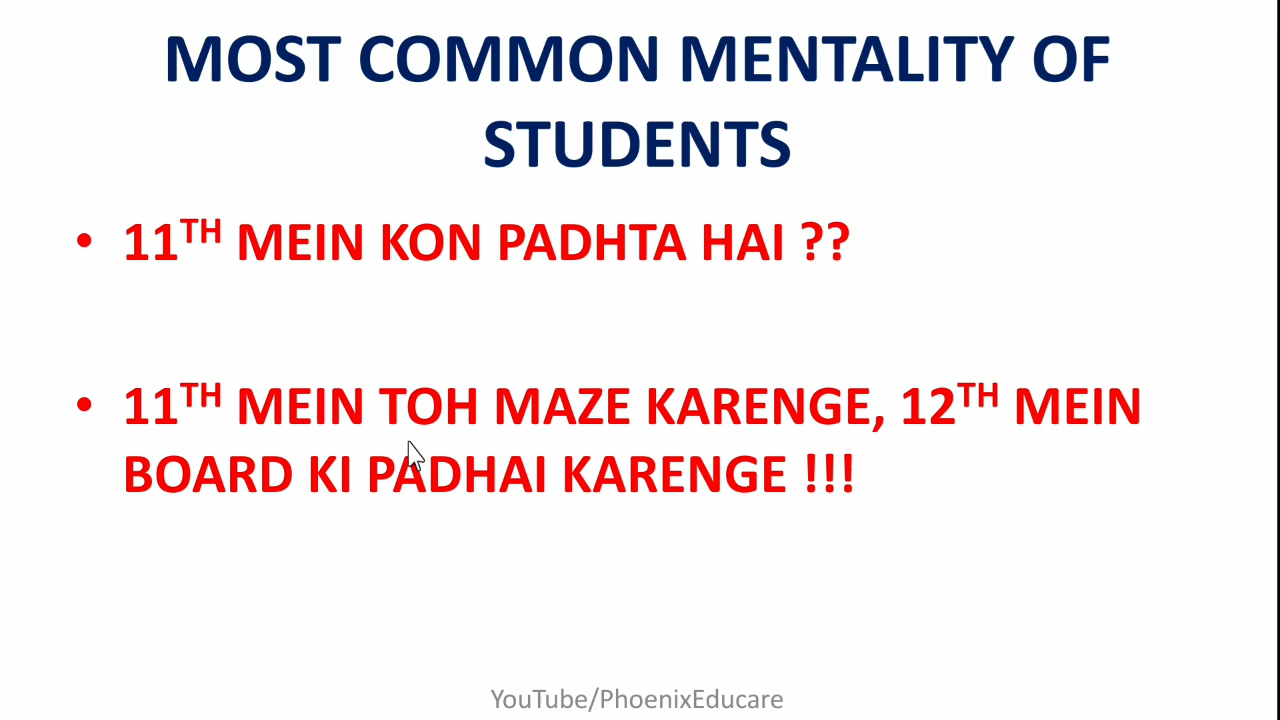 MOST COMMON MENTALITY OF
STUDENTS
• 11TH MEIN KON PADHTA HAI ??
• 11TH MEIN TOH MAZE KARENGE, 12TH MEIN
BOARD KI PADHAI KARENGE !!!
YouTube/PhoenixEducare